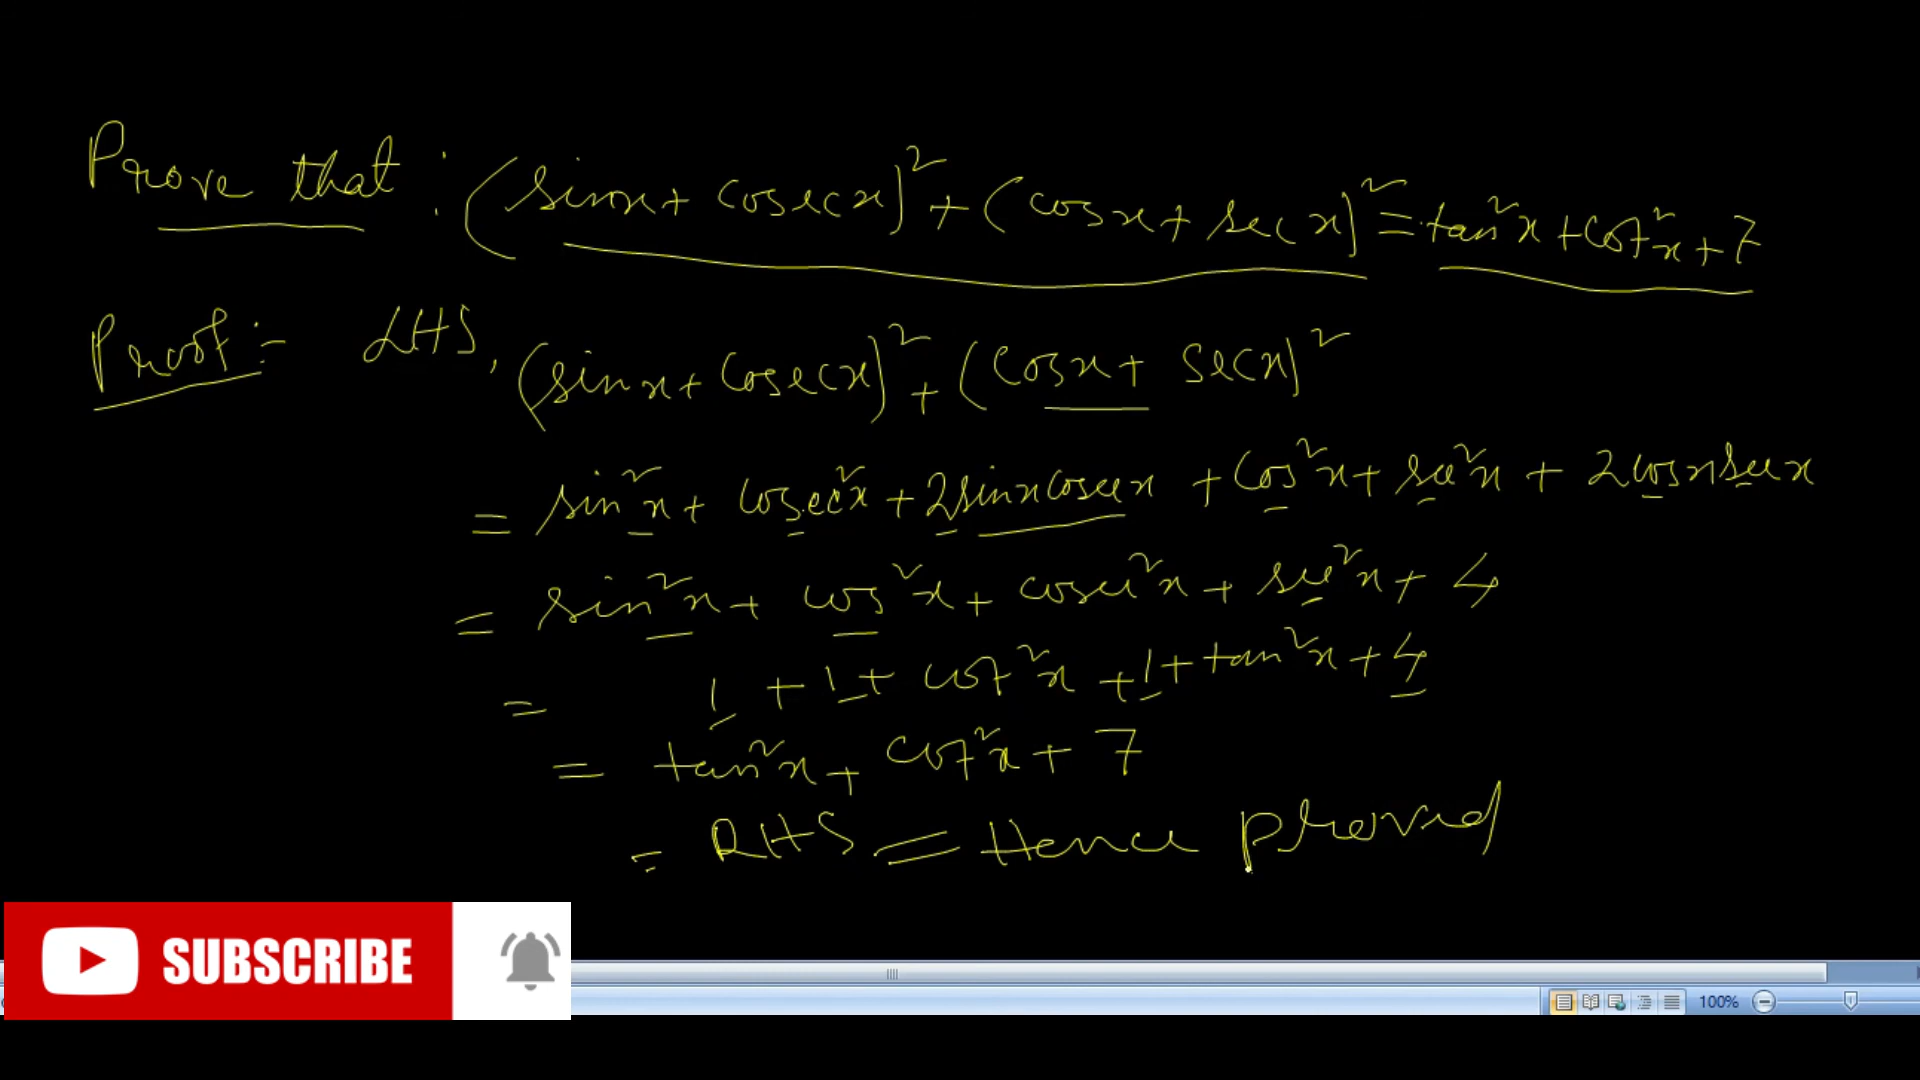 Prove that : (sinx + cosecx)² + (cosx + secx)² = tan²x + cot²x + 7
Proof :- LHS, (sinx + cosecx)² + (cosx + secx)²
= sin²x + cosec²x + 2sinxcosecx + cos²x + sec²x + 2cosxsecx
= sin²x + cos²x + cosec²x + sec²x + 4
= 1 + 1 + cot²x + 1 + tan²x + 4
= tan²x + cot²x + 7
= RHS = Hence proved
SUBSCRIBE
100%